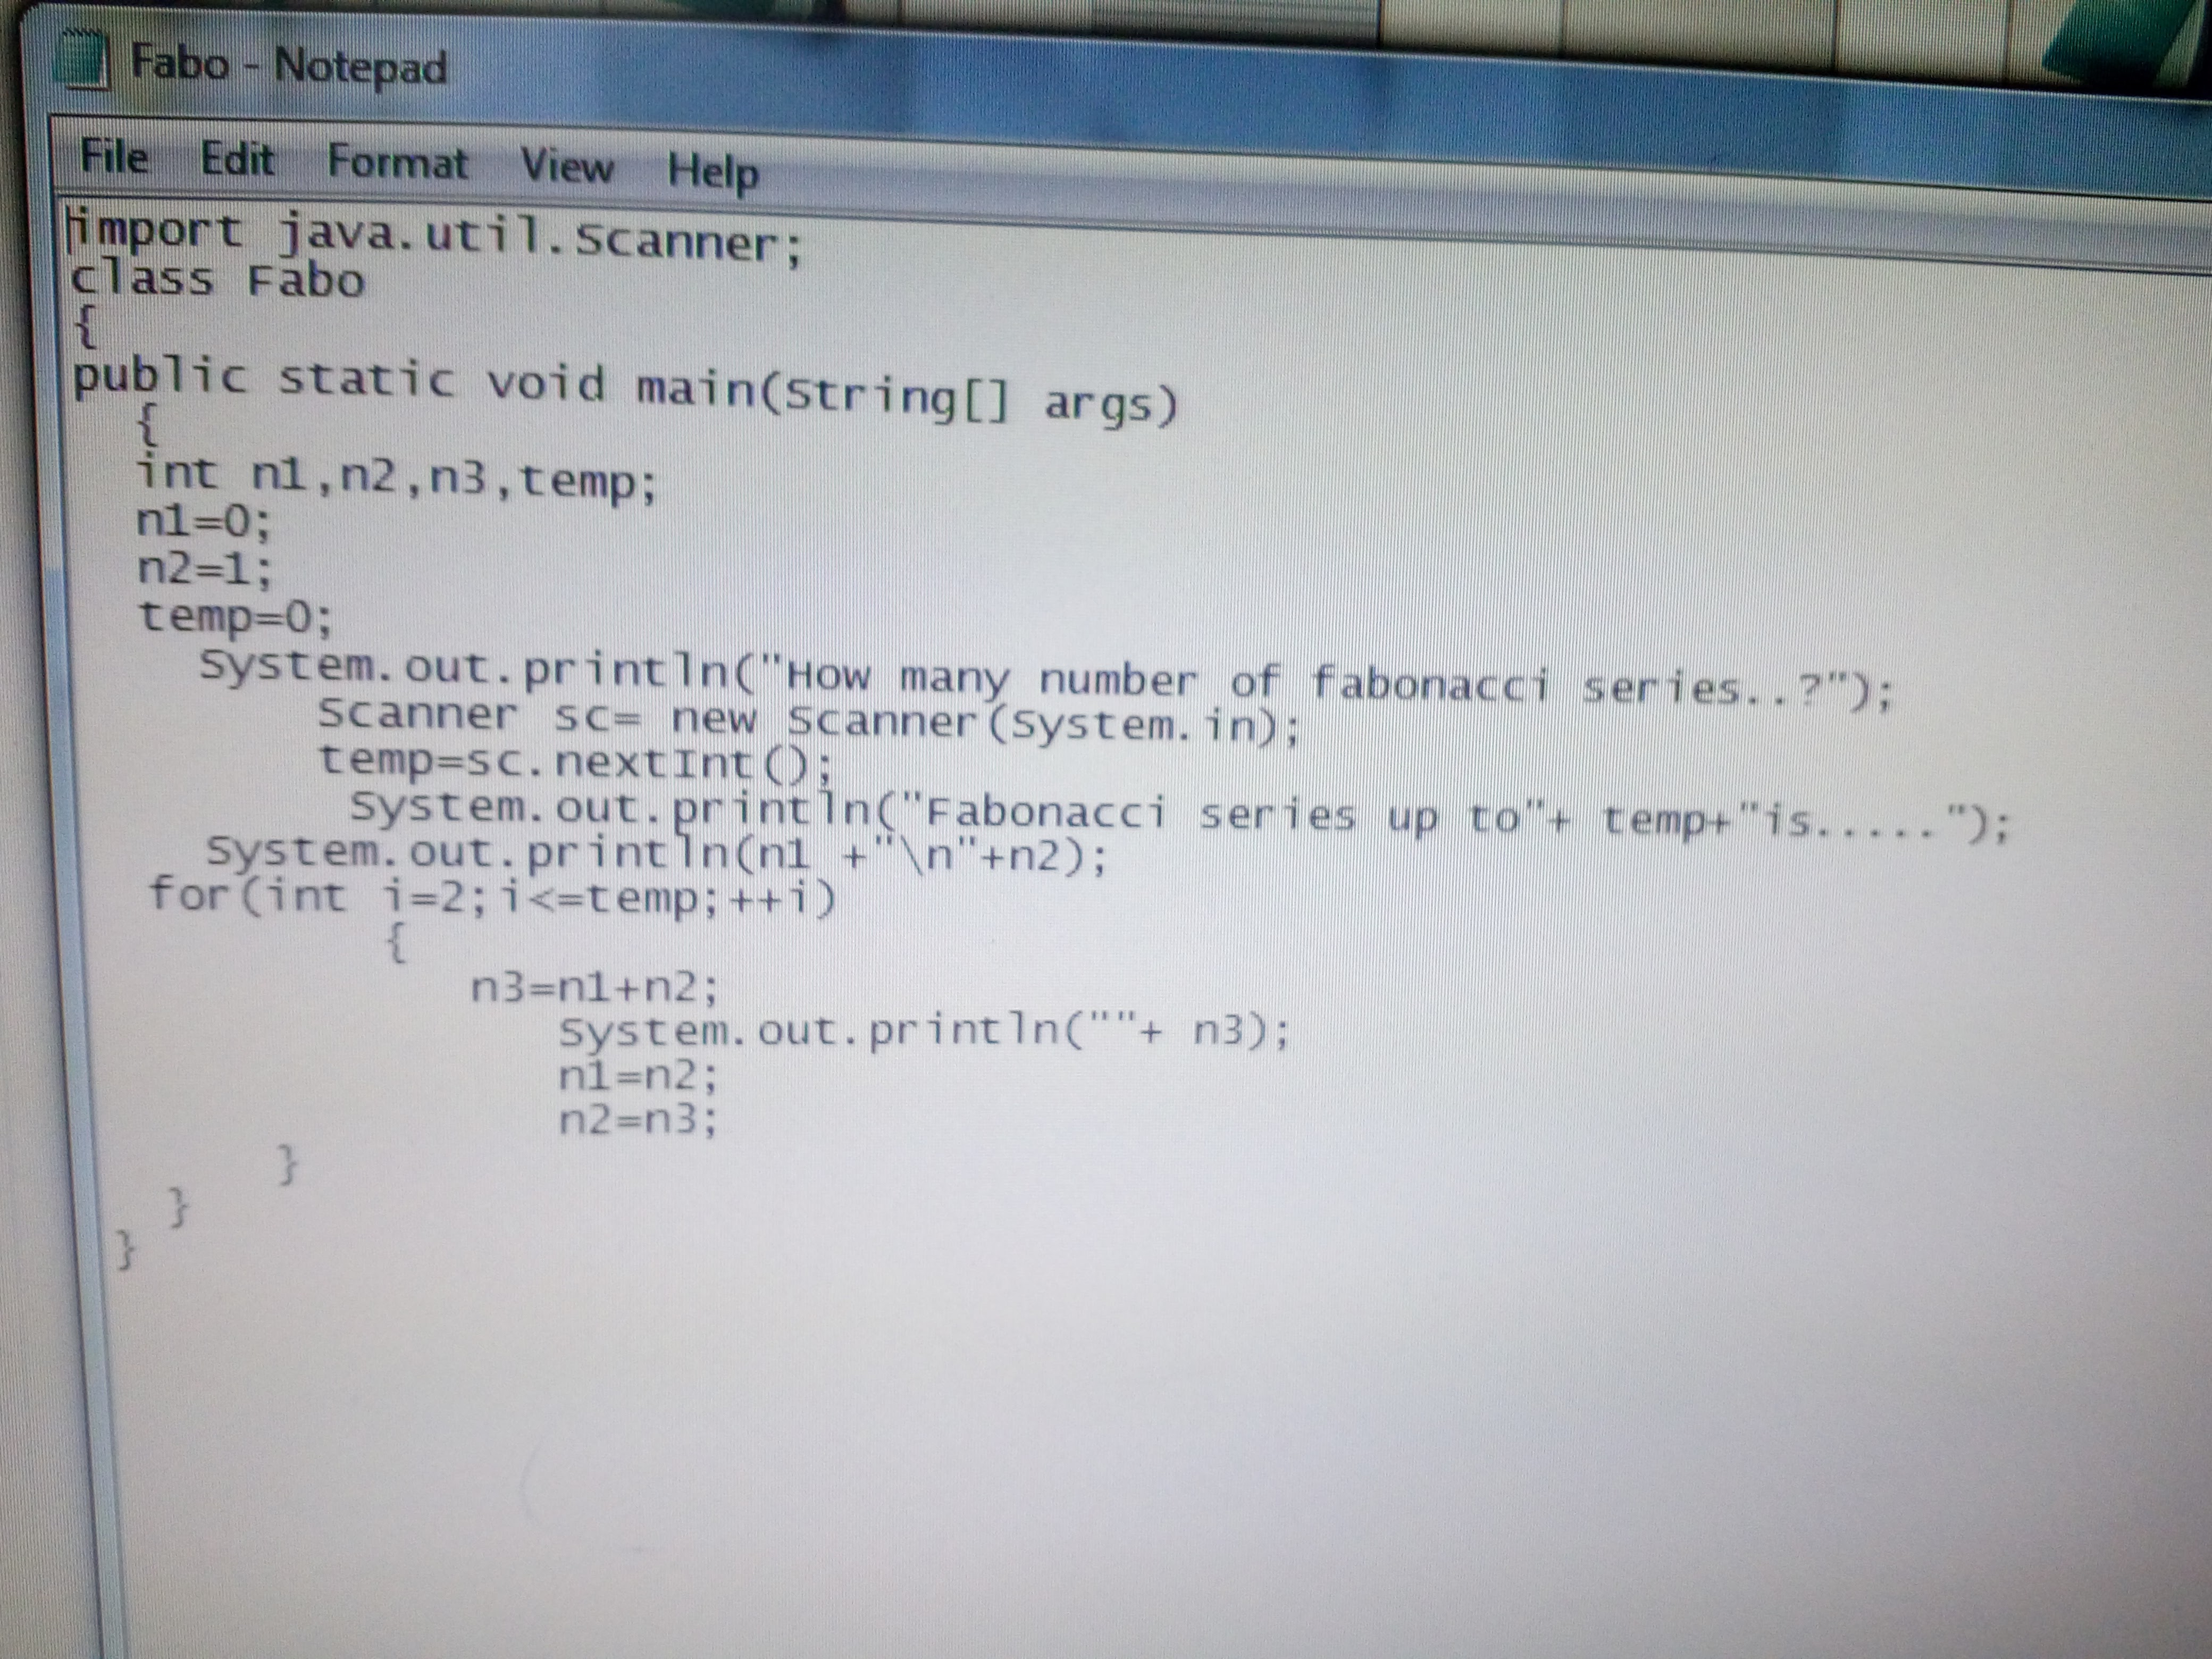 Fabo - Notepad
File Edit Format View Help
import java.util.Scanner;
class Fabo
{
public static void main(String[] args)
{
int n1,n2,n3,temp;
n1=0;
n2=1;
temp=0;
System.out.println("How many number of fabonacci series..?");
Scanner sc= new Scanner(System.in);
temp=sc.nextInt();
System.out.println("Fabonacci series up to"+ temp+"is.....");
System.out.println(n1 +"\n"+n2);
for(int i=2;i<=temp;++i)
{
n3=n1+n2;
System.out.println(""+ n3);
n1=n2;
n2=n3;
}
}
}